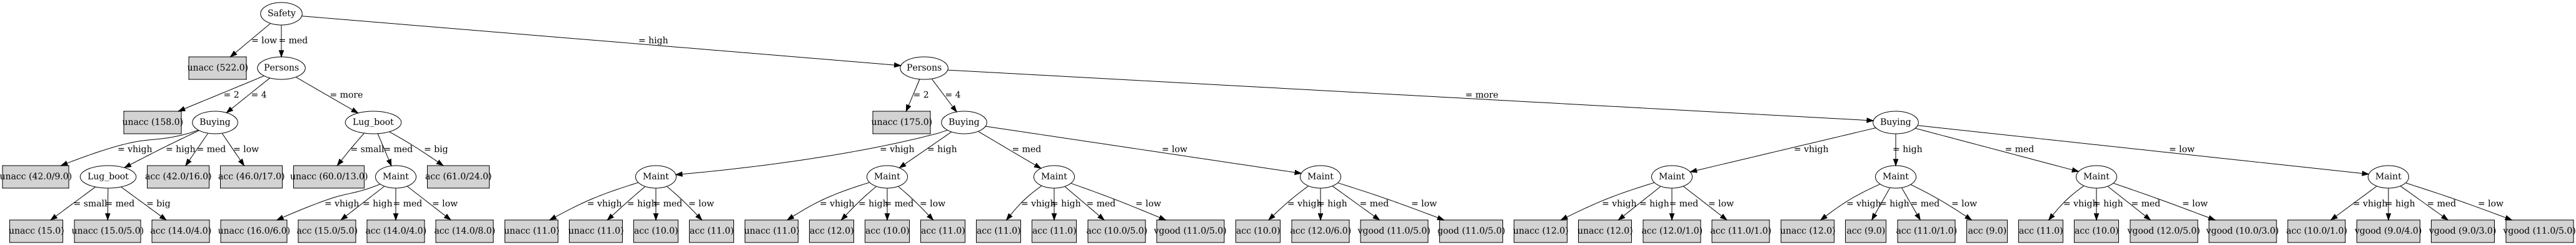 Safety
= low = med = high
unacc (522.0) Persons Persons
= 2 = 4 = more = 2 = 4 = more
unacc (158.0) Buying Lug_boot unacc (175.0) Buying Buying
= vhigh = high = med = low = small = med = big = vhigh = high = med = low = vhigh = high = med = low
unacc (42.0/9.0) Lug_boot acc (42.0/16.0) acc (46.0/17.0) unacc (60.0/13.0) Maint acc (61.0/24.0) Maint Maint Maint Maint Maint Maint Maint Maint
= small = med = big = vhigh = high = med = low = vhigh = high = med = low = vhigh = high = med = low = vhigh = high = med = low = vhigh = high = med = low = vhigh = high = med = low = vhigh = high = med = low = vhigh = high = med = low = vhigh = high = med = low
unacc (15.0) unacc (15.0/5.0) acc (14.0/4.0) unacc (16.0/6.0) acc (15.0/5.0) acc (14.0/4.0) acc (14.0/8.0) unacc (11.0) unacc (11.0) acc (10.0) acc (11.0) unacc (11.0) acc (12.0) acc (10.0) acc (11.0) acc (11.0) acc (11.0) acc (10.0/5.0) vgood (11.0/5.0) acc (10.0) acc (12.0/6.0) vgood (11.0/5.0) good (11.0/5.0) unacc (12.0) unacc (12.0) acc (12.0/1.0) acc (11.0/1.0) unacc (12.0) acc (9.0) acc (11.0/1.0) acc (9.0) acc (11.0) acc (10.0) vgood (12.0/5.0) vgood (10.0/3.0) acc (10.0/1.0) vgood (9.0/4.0) vgood (9.0/3.0) vgood (11.0/5.0)